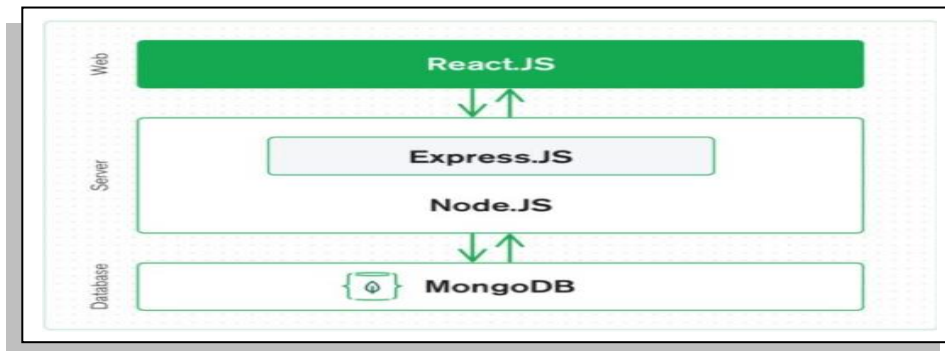 Web
React.JS
Server
Express.JS
Node.JS
Database
MongoDB